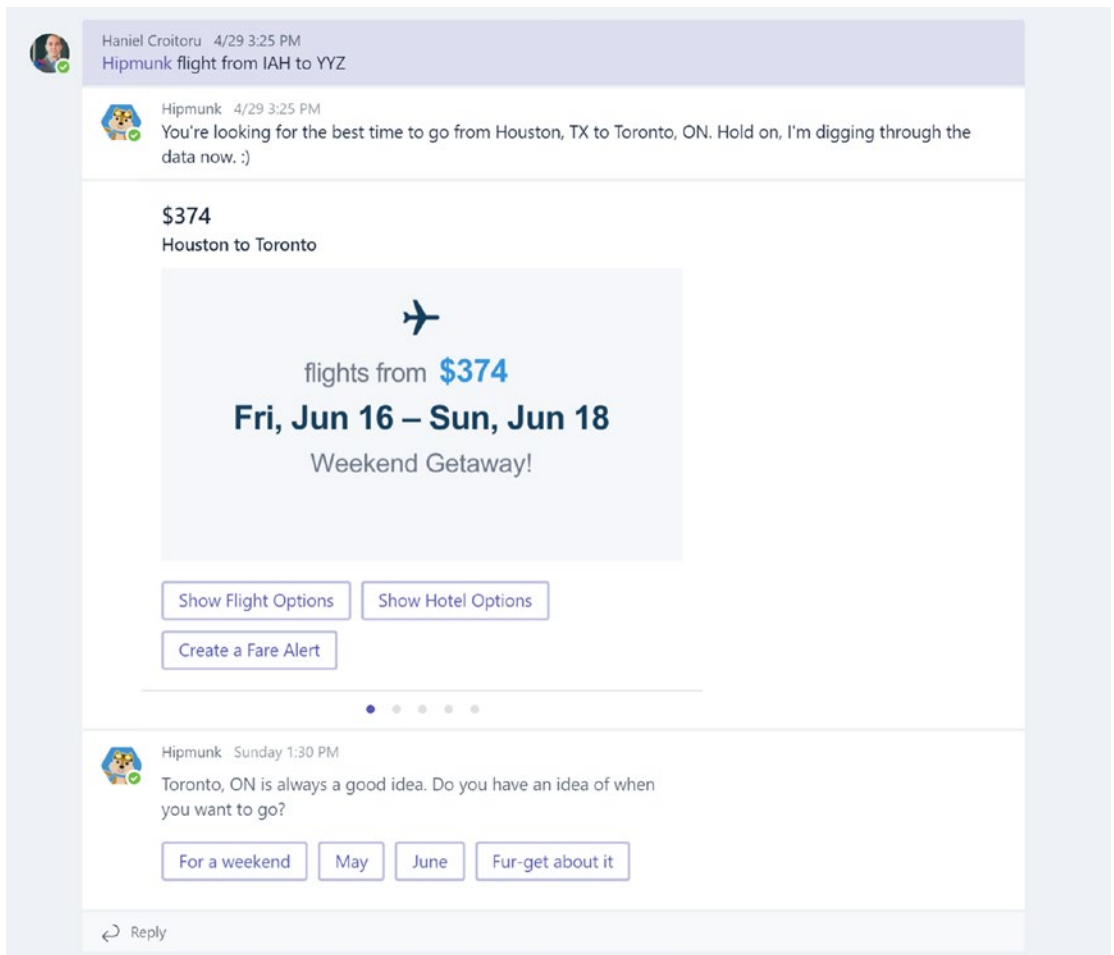 Haniel Croitoru 4/29 3:25 PM
Hipmunk flight from IAH to YYZ
Hipmunk 4/29 3:25 PM
You're looking for the best time to go from Houston, TX to Toronto, ON. Hold on, I'm digging through the
data now. :)
$374
Houston to Toronto
flights from $374
Fri, Jun 16 – Sun, Jun 18
Weekend Getaway!
Show Flight Options Show Hotel Options
Create a Fare Alert
Hipmunk Sunday 1:30 PM
Toronto, ON is always a good idea. Do you have an idea of when
you want to go?
For a weekend May June Fur-get about it
Reply